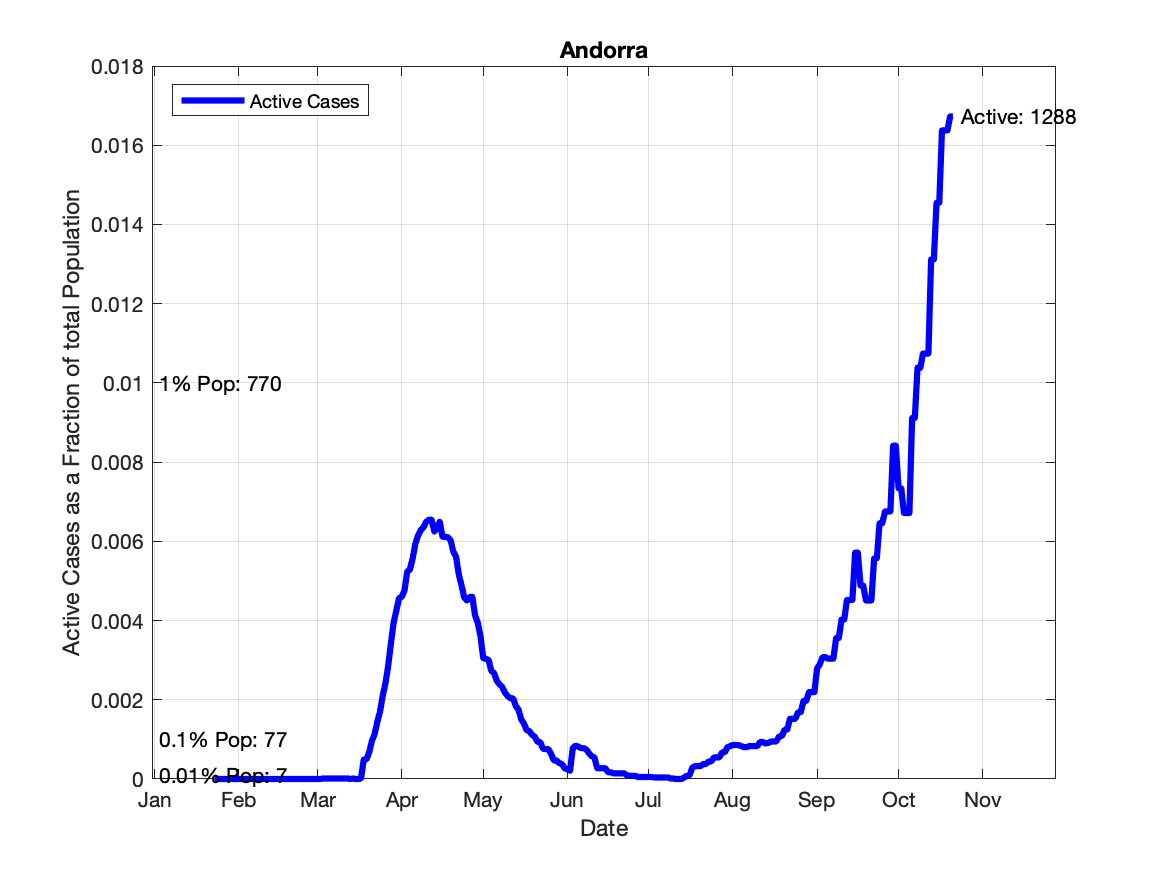 Andorra
0.018
Active Cases
Active: 1288
0.016
0.014
0.012
0.01
1% Pop: 770
0.008
0.006
0.004
0.002
0.1% Pop: 77
0.01% Pop: 7
0
Active Cases as a Fraction of total Population
Jan Feb Mar Apr May Jun Jul Aug Sep Oct Nov
Date